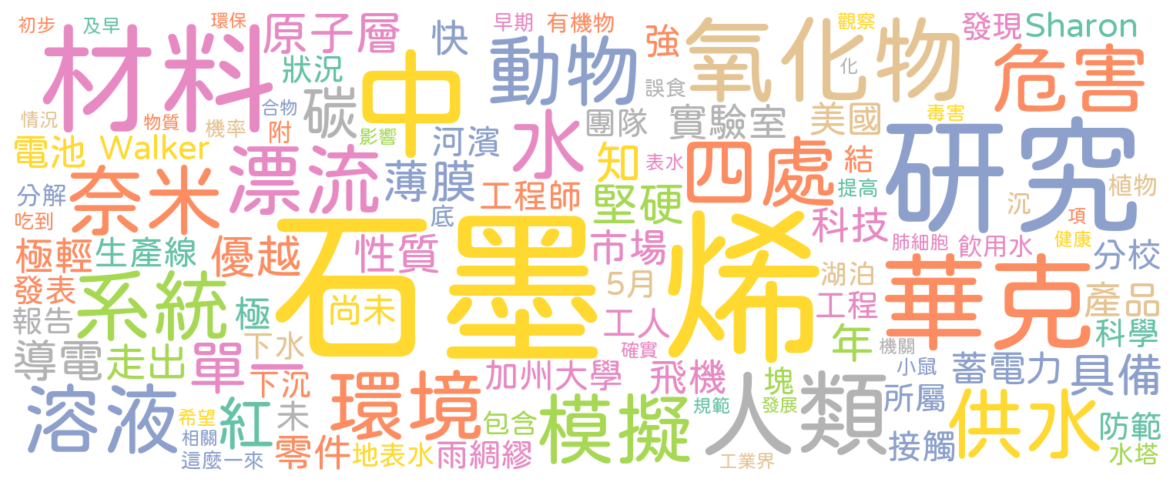 初步 及早 環保 原子層 快 早期 有機物 強 氧化物 觀察 發現 Sharon
材料 狀況 中 動物 誤食 化 危害
情況 物質 機率 合物 碳 附 影響 團隊 實驗室 美國 毒害
電池 Walker 漂流 河濱 水 知 表水 四處 結 研究
分解 奈米 薄膜 工程師 堅硬 提高 沉 植物
吃到 底 科技 項
極輕 生產線 優越 石墨烯 性質 市場 肺細胞 飲用水 健康 分校
發表 系統 極 尚未 5月 湖泊 華克 產品
報告 工人 工程 科學
導電 走出 單一 下水 確實 年 機關
下沉 環境 加州大學 飛機 塊 人類 小鼠 蓄電力 具備
溶液 希望 紅 未 包含 模擬 規範 發展 所屬 供水 防範
相關 零件 地表水 雨綢繆 接觸 水塔
這麼一來 工業界